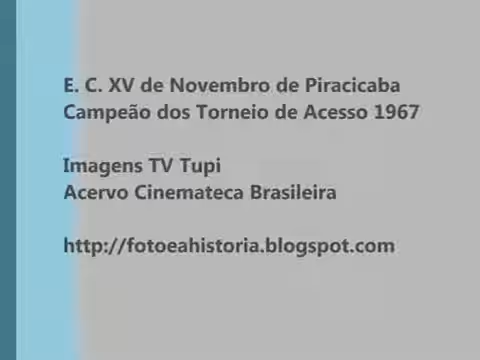 E. C. XV de Novembro de Piracicaba
Campeão dos Torneio de Acesso 1967
Imagens TV Tupi
Acervo Cinemateca Brasileira
http://fotoeahistoria.blogspot.com